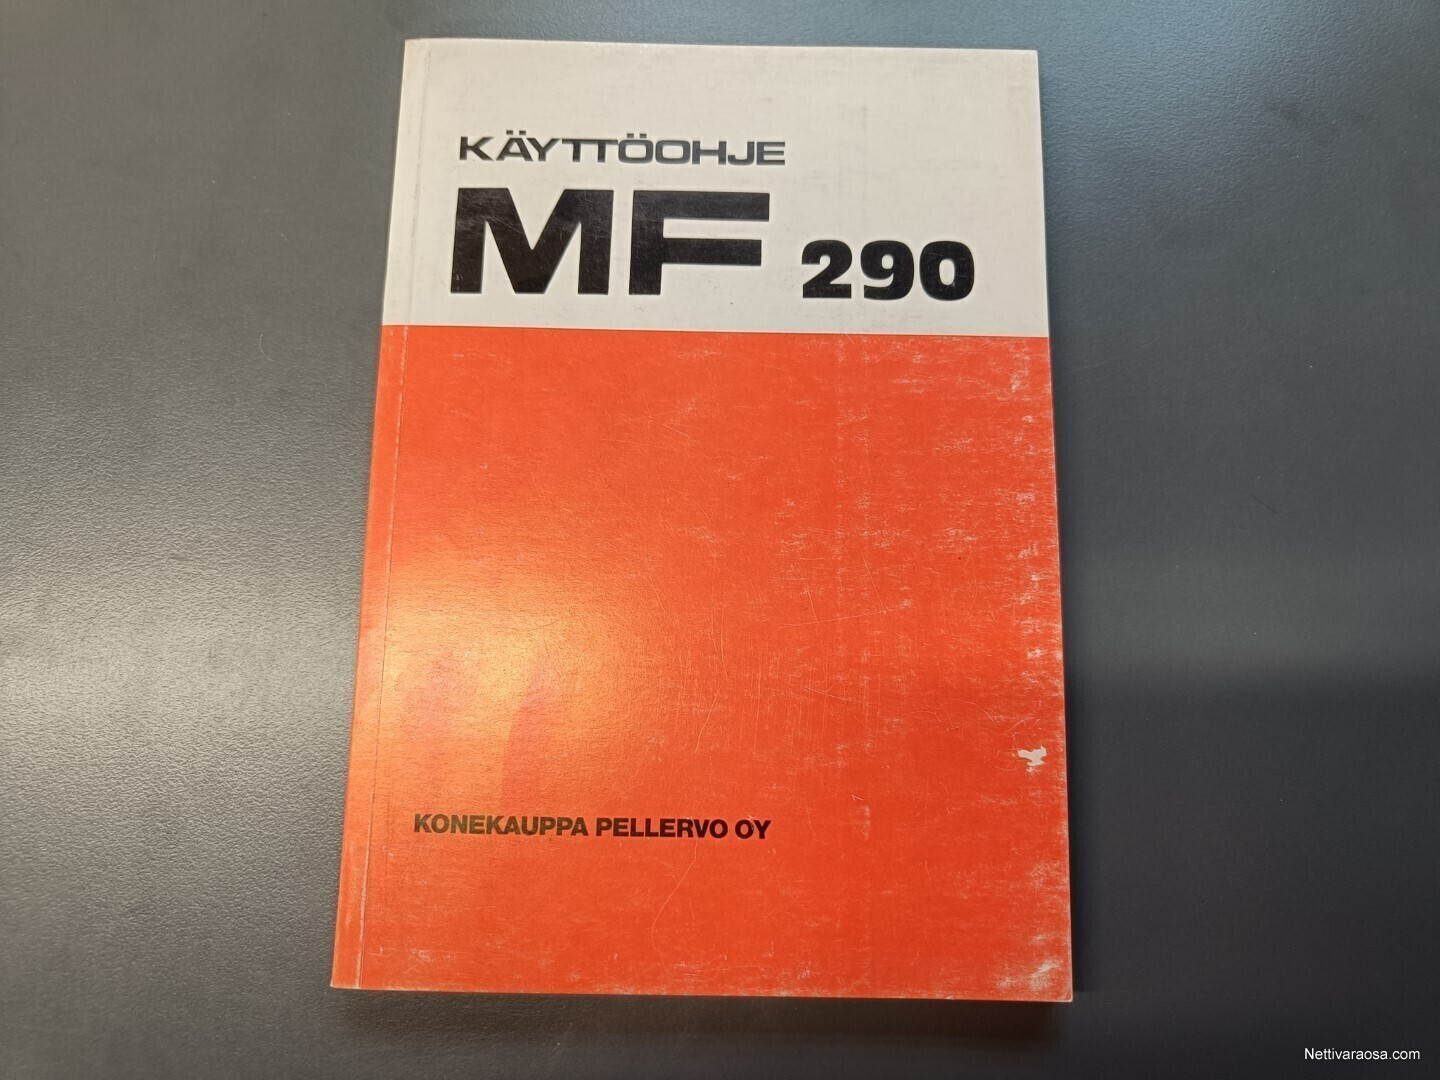 KÄYTTÖOHJE
MF 290
KONEKAUPPA PELLERVO OY
Nettivaraosa.com